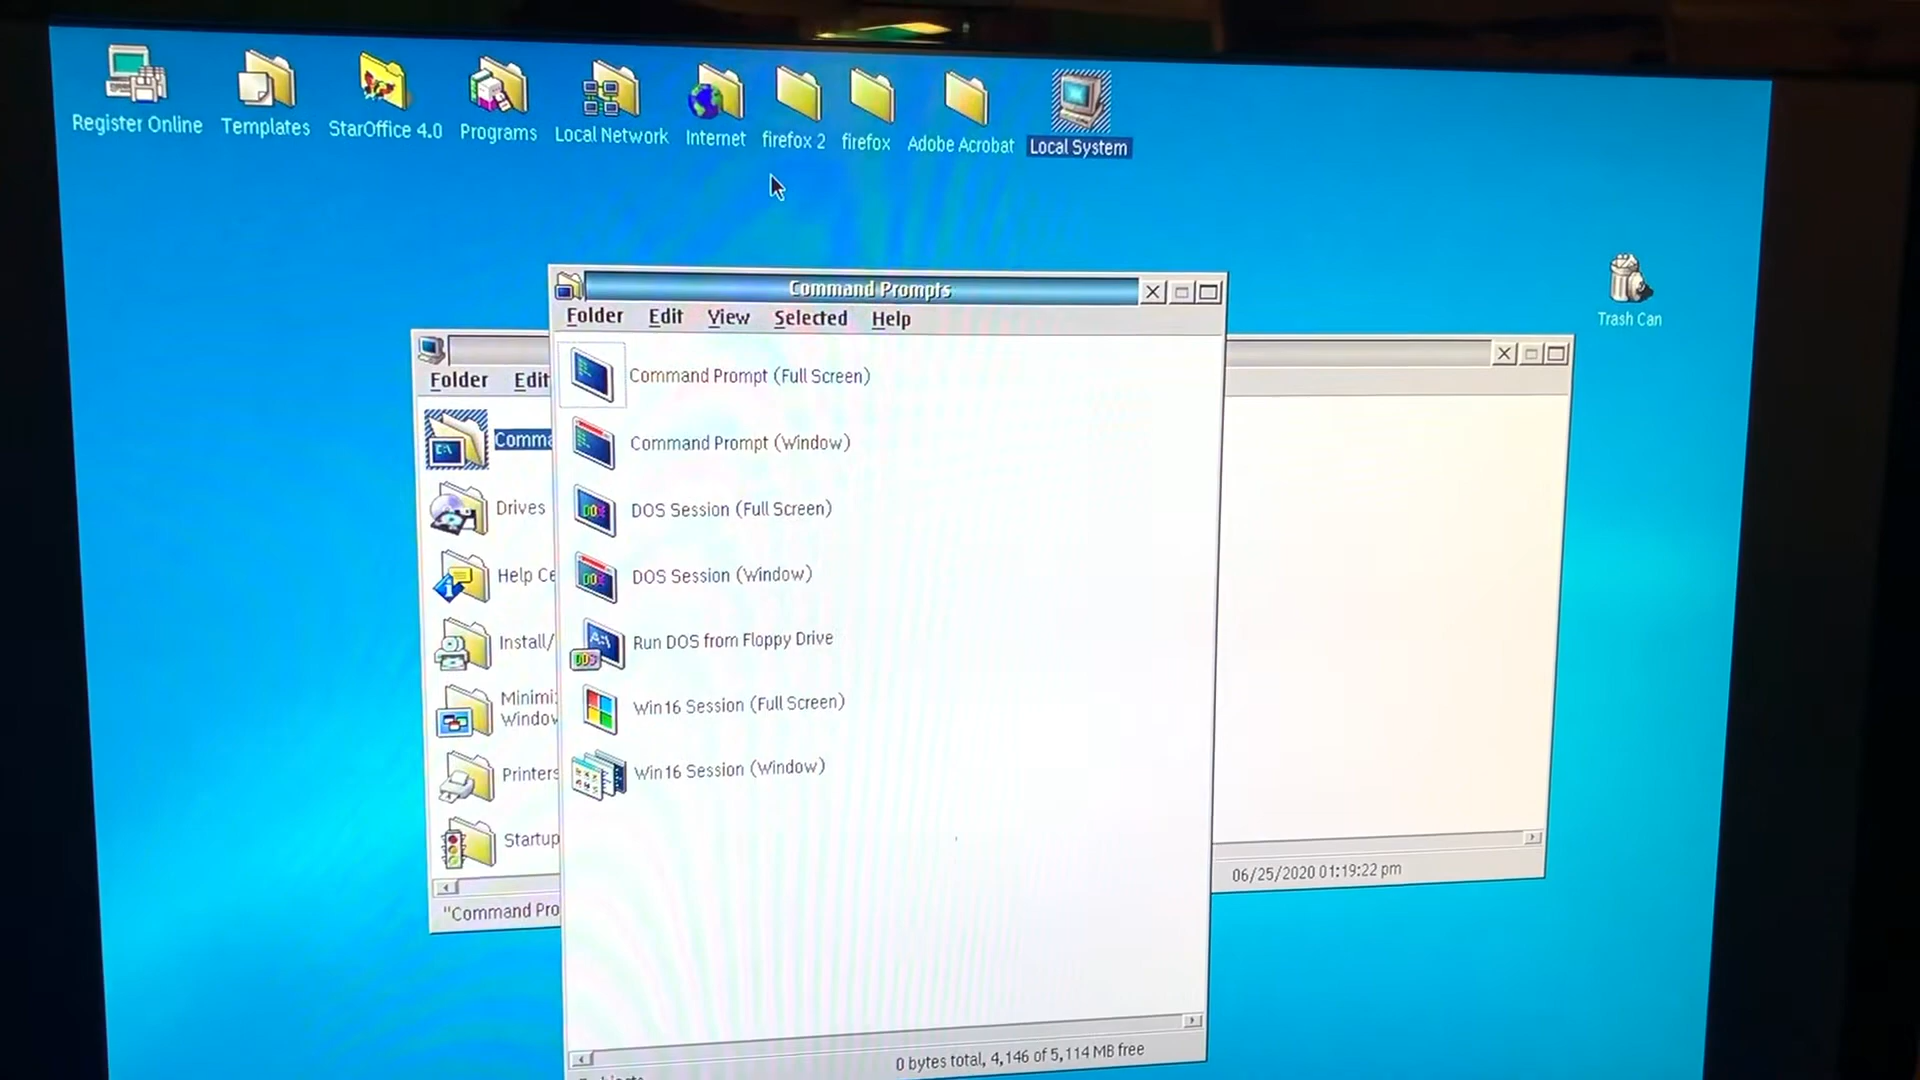 Register Online
Templates
StarOffice 4.0
Programs
Local Network
Internet
firefox 2
firefox
Adobe Acrobat
Local System
Trash Can
Command Prompts
Folder Edit View Selected Help
Command Prompt (Full Screen)
Command Prompt (Window)
DOS Session (Full Screen)
DOS Session (Window)
Run DOS from Floppy Drive
Win16 Session (Full Screen)
Win16 Session (Window)
0 bytes total, 4,146 of 5,114 MB free
Folder Edit
Comma
Drives
Help Ce
Install/
Minimi
Window
Printers
Startup
"Command Pro
06/25/2020 01:19:22 pm